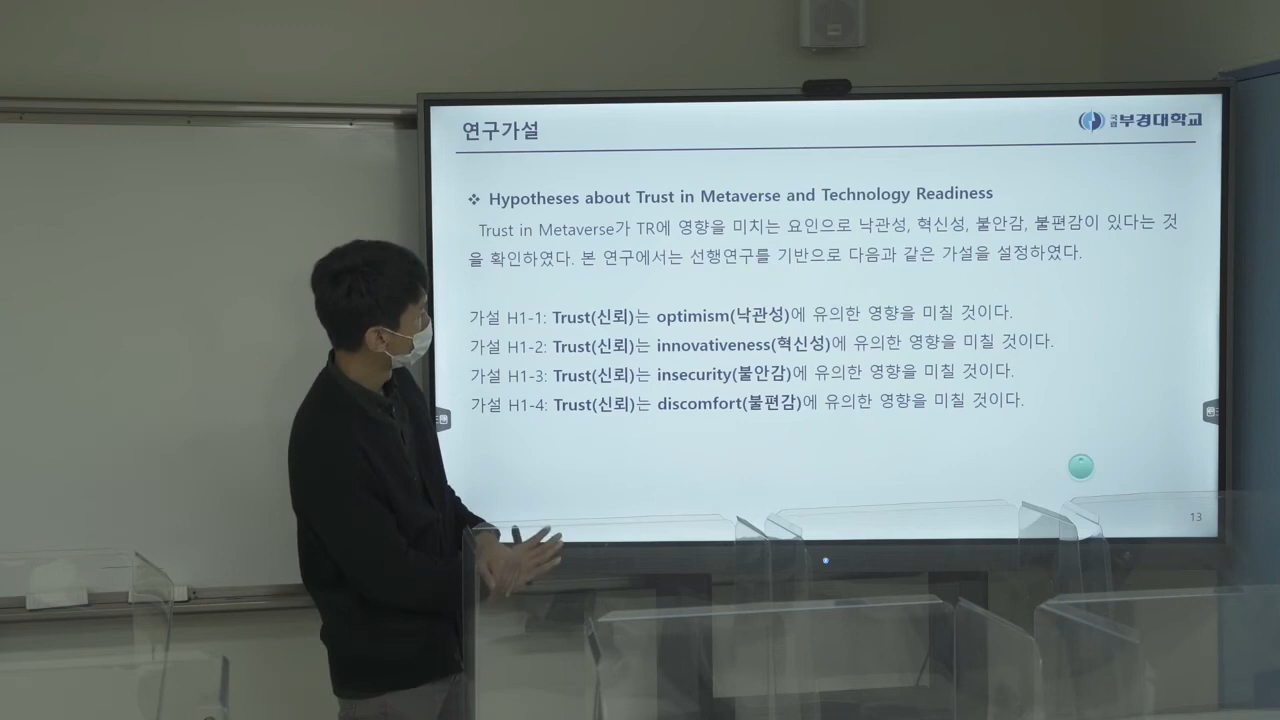 연구가설
국립부경대학교
❖ Hypotheses about Trust in Metaverse and Technology Readiness
Trust in Metaverse가 TR에 영향을 미치는 요인으로 낙관성, 혁신성, 불안감, 불편감이 있다는 것
을 확인하였다. 본 연구에서는 선행연구를 기반으로 다음과 같은 가설을 설정하였다.
가설 H1-1: Trust(신뢰)는 optimism(낙관성)에 유의한 영향을 미칠 것이다.
가설 H1-2: Trust(신뢰)는 innovativeness(혁신성)에 유의한 영향을 미칠 것이다.
가설 H1-3: Trust(신뢰)는 insecurity(불안감)에 유의한 영향을 미칠 것이다.
가설 H1-4: Trust(신뢰)는 discomfort(불편감)에 유의한 영향을 미칠 것이다.
13